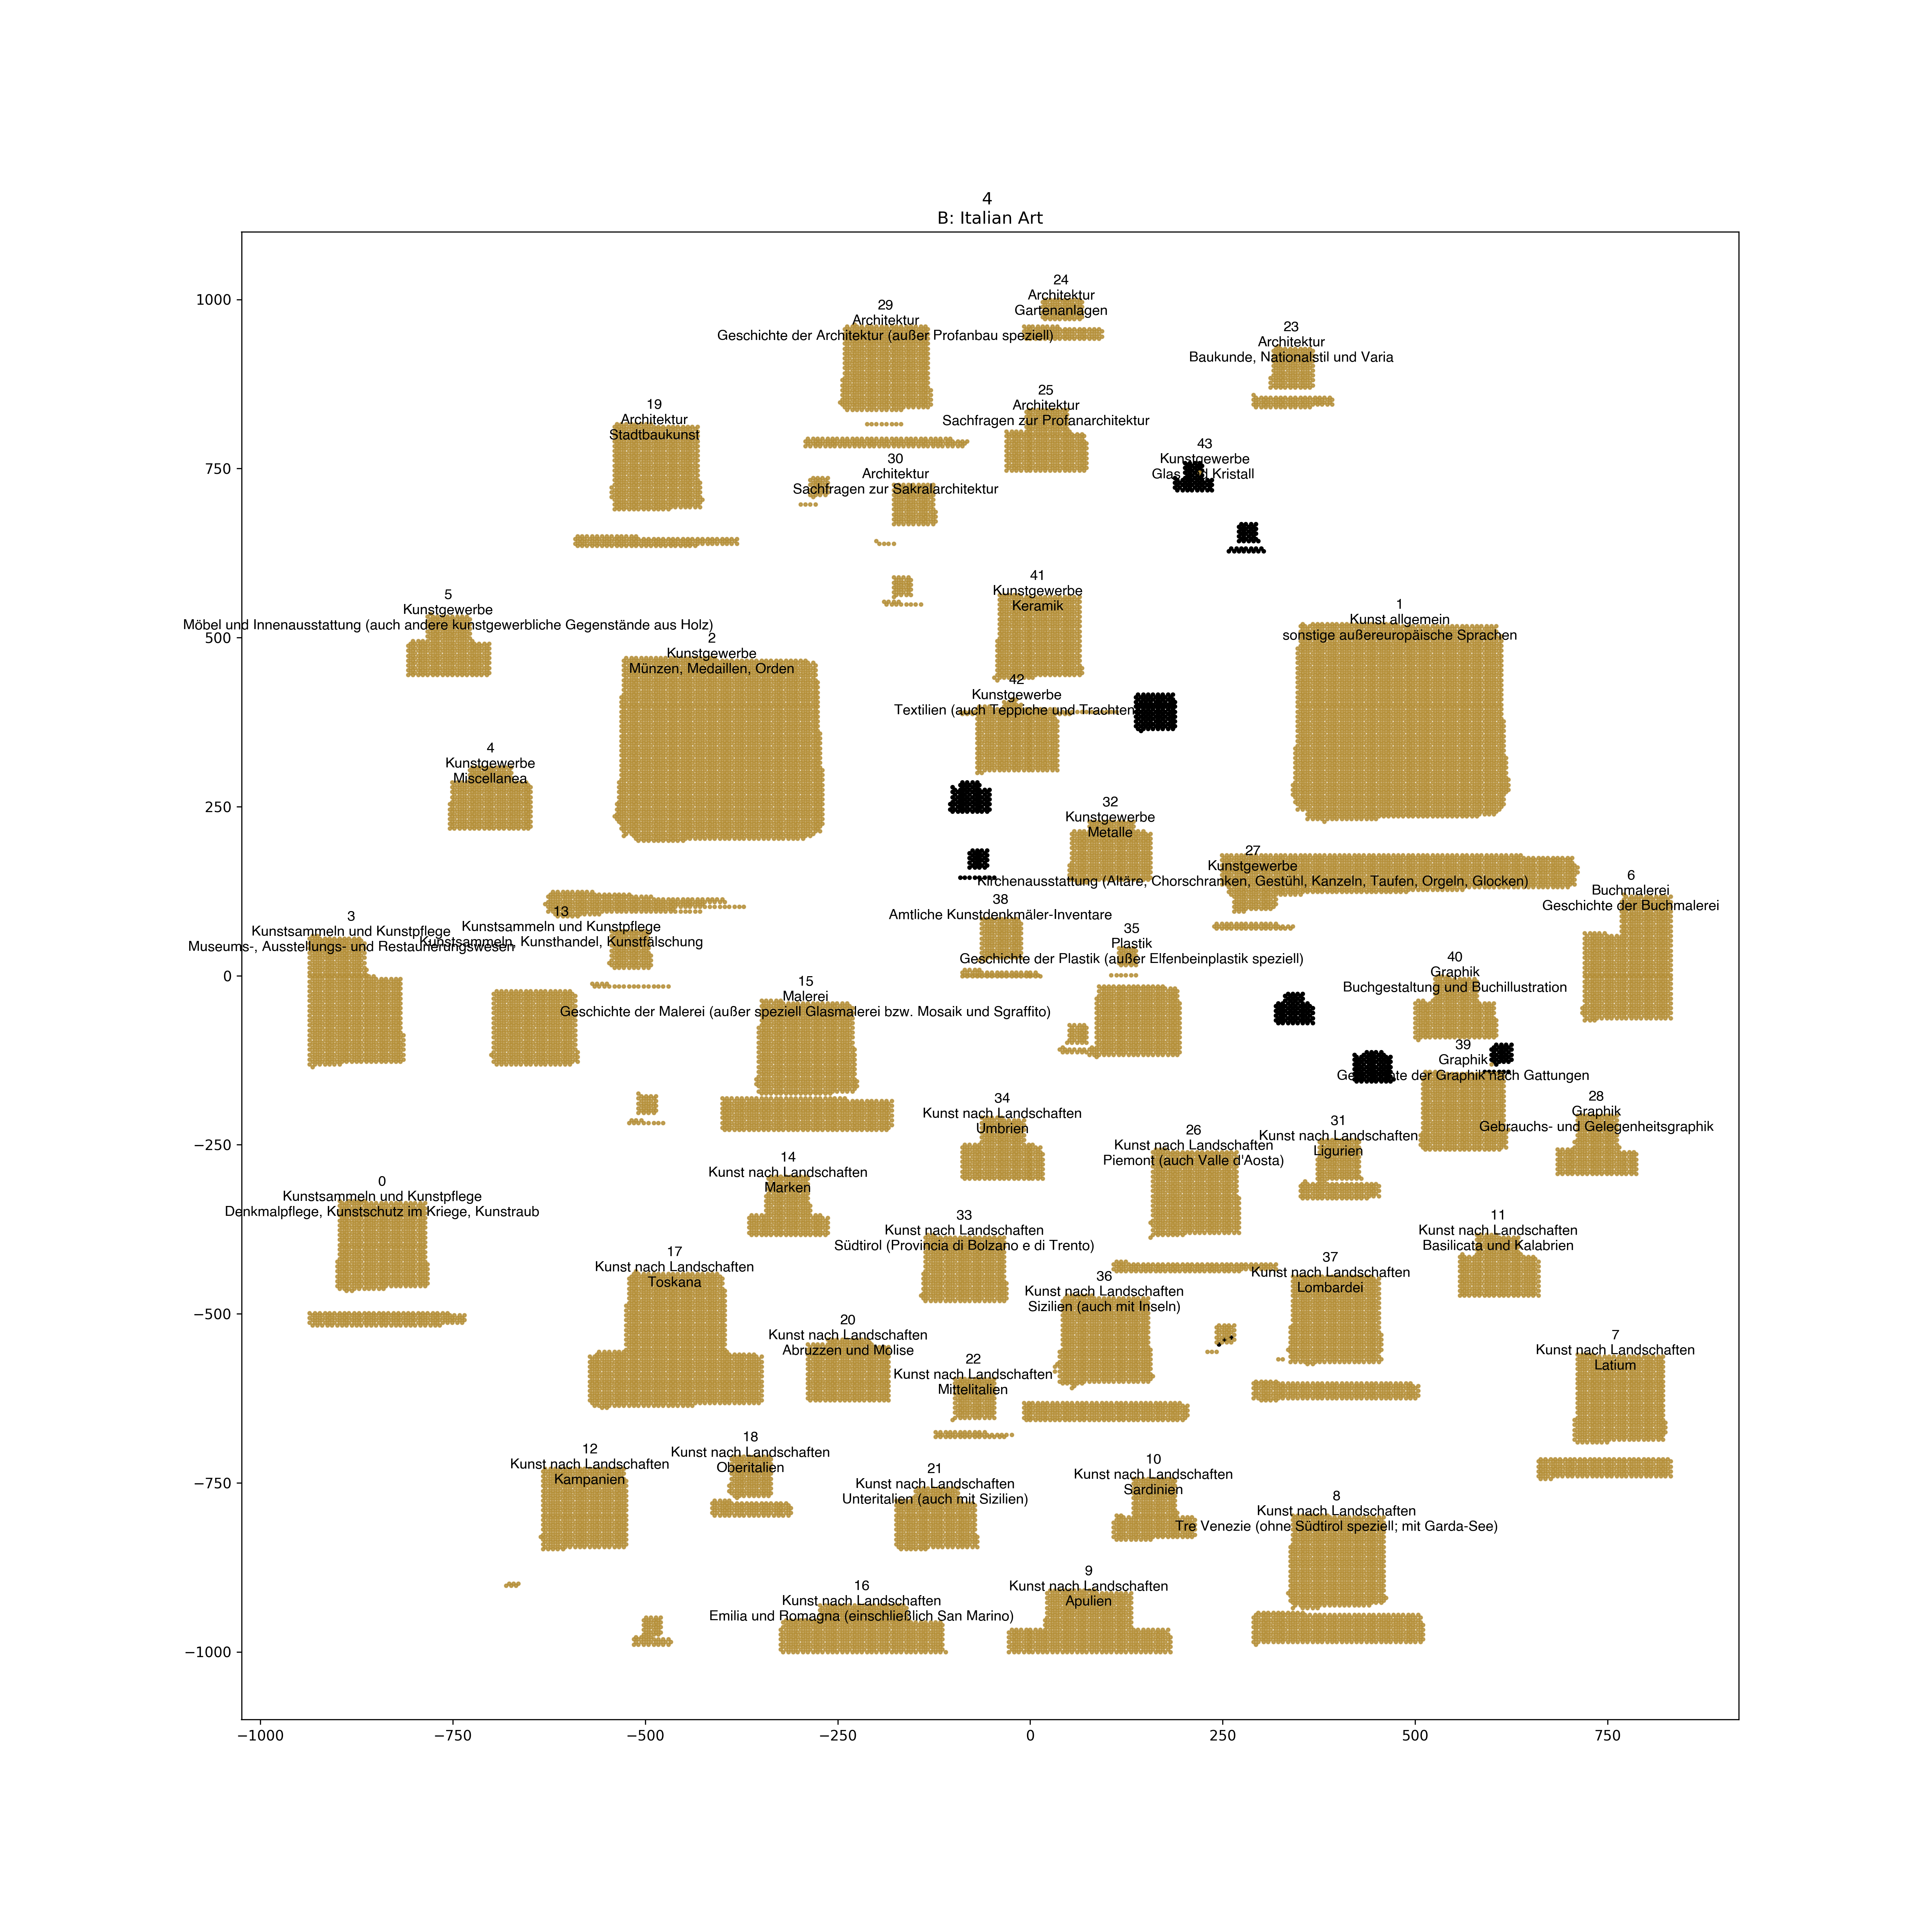 4
B: Italian Art
24
Architektur
Gartenanlagen
29
Architektur
Geschichte der Architektur (außer Profanbau speziell)
23
Architektur
Baukunde, Nationalstil und Varia
25
Architektur
Sachfragen zur Profanarchitektur
19
Architektur
Stadtbaukunst
43
Kunstgewerbe
Glas und Kristall
30
Architektur
Sachfragen zur Sakralarchitektur
41
Kunstgewerbe
Keramik
5
Kunstgewerbe
Möbel und Innenausstattung (auch andere kunstgewerbliche Gegenstände aus Holz)
1
Kunst allgemein
sonstige außereuropäische Sprachen
2
Kunstgewerbe
Münzen, Medaillen, Orden
42
Kunstgewerbe
Textilien (auch Teppiche und Trachten
4
Kunstgewerbe
Miscellanea
32
Kunstgewerbe
Metalle
27
Kunstgewerbe
Kirchenausstattung (Altäre, Chorschranken, Gestühl, Kanzeln, Taufen, Orgeln, Glocken)
6
Buchmalerei
Geschichte der Buchmalerei
38
Amtliche Kunstdenkmäler-Inventare
3
Kunstsammeln und Kunstpflege
Museums-, Ausstellungs- und Restaurierungswesen
13
Kunstsammeln und Kunstpflege
Kunstsammeln, Kunsthandel, Kunstfälschung
35
Plastik
Geschichte der Plastik (außer Elfenbeinplastik speziell)
40
Graphik
Buchgestaltung und Buchillustration
15
Malerei
Geschichte der Malerei (außer speziell Glasmalerei bzw. Mosaik und Sgraffito)
39
Graphik
Geschichte der Graphik nach Gattungen
28
Graphik
Gebrauchs- und Gelegenheitsgraphik
34
Kunst nach Landschaften
Umbrien
26
Kunst nach Landschaften
Piemont (auch Valle d'Aosta)
31
Kunst nach Landschaften
Ligurien
14
Kunst nach Landschaften
Marken
0
Kunstsammeln und Kunstpflege
Denkmalpflege, Kunstschutz im Kriege, Kunstraub
33
Kunst nach Landschaften
Südtirol (Provincia di Bolzano e di Trento)
11
Kunst nach Landschaften
Basilicata und Kalabrien
17
Kunst nach Landschaften
Toskana
37
Kunst nach Landschaften
Lombardei
36
Kunst nach Landschaften
Sizilien (auch mit Inseln)
20
Kunst nach Landschaften
Abruzzen und Molise
22
Kunst nach Landschaften
Mittelitalien
7
Kunst nach Landschaften
Latium
12
Kunst nach Landschaften
Kampanien
18
Kunst nach Landschaften
Oberitalien
21
Kunst nach Landschaften
Unteritalien (auch mit Sizilien)
10
Kunst nach Landschaften
Sardinien
8
Kunst nach Landschaften
Tre Venezie (ohne Südtirol speziell; mit Garda-See)
16
Kunst nach Landschaften
Emilia und Romagna (einschließlich San Marino)
9
Kunst nach Landschaften
Apulien
1000
750
500
250
0
−250
−500
−750
−1000
−1000 −750 −500 −250 0 250 500 750